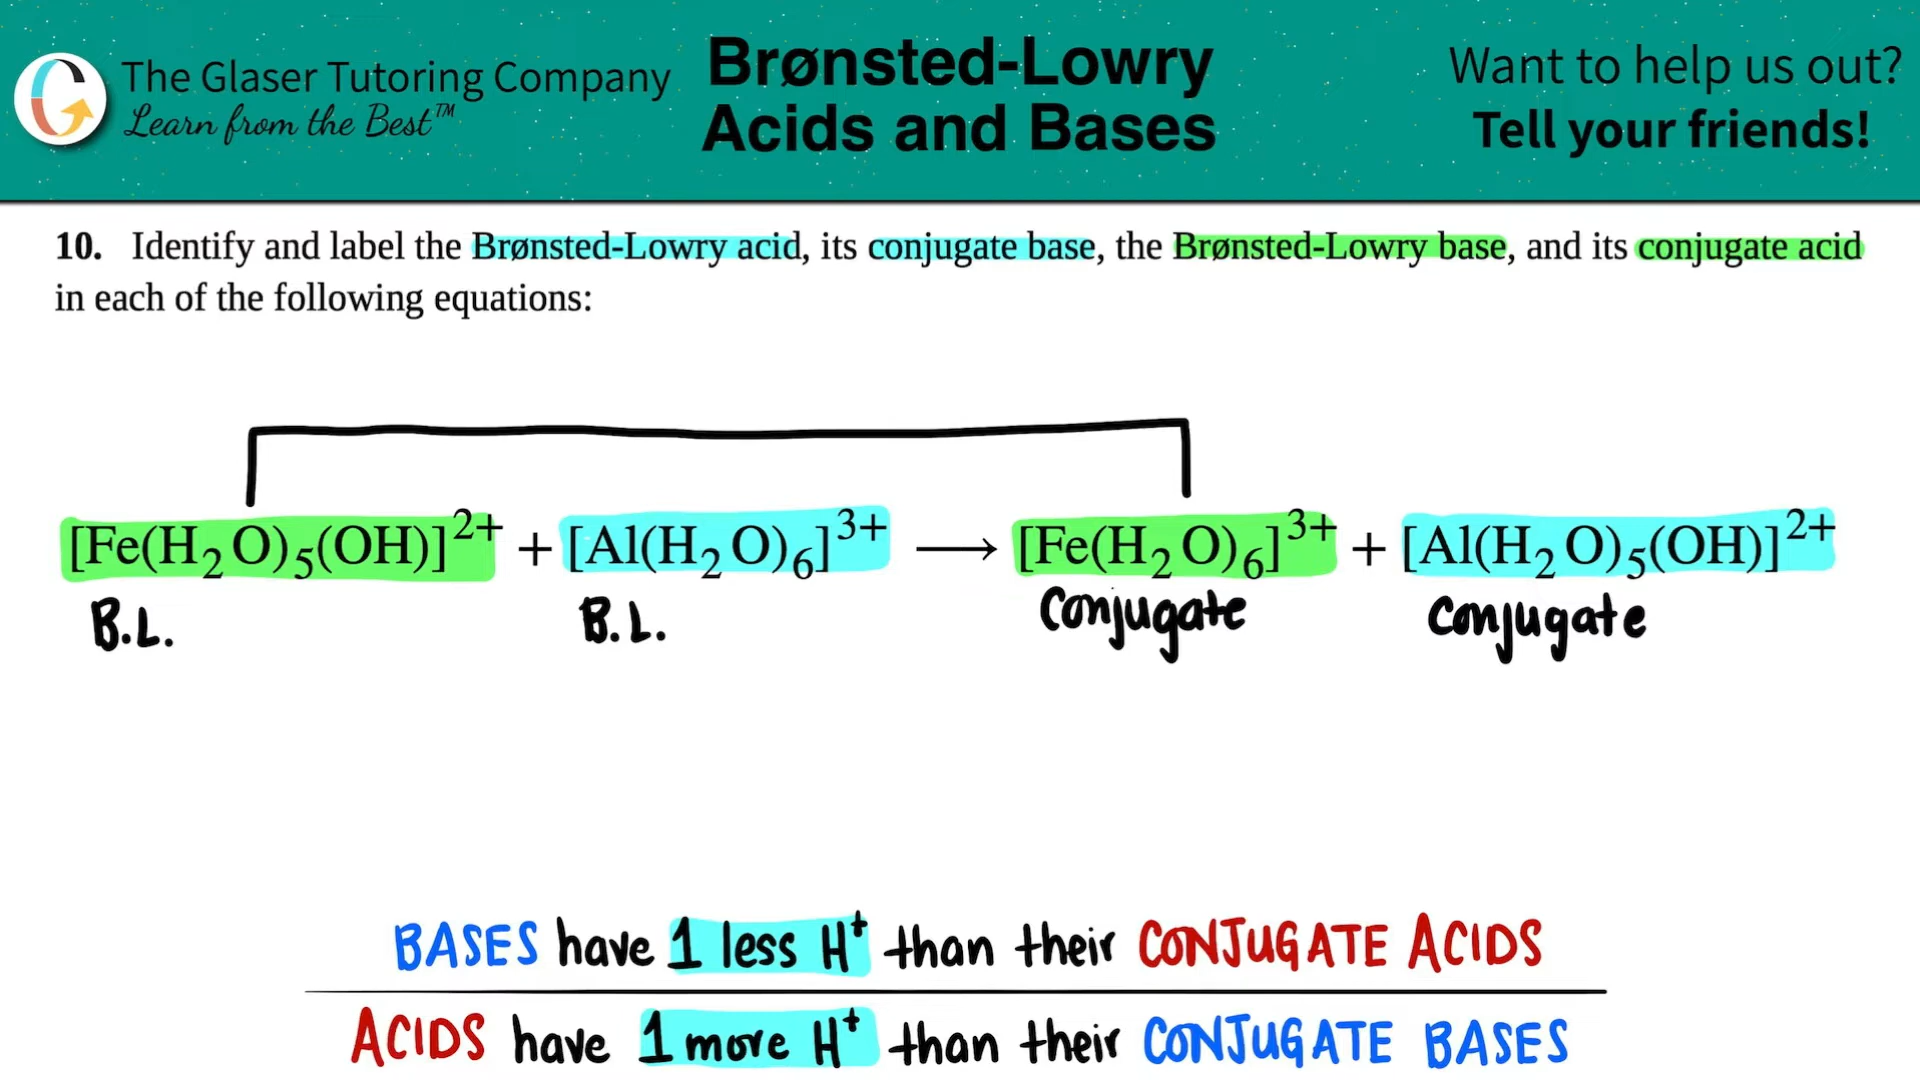 The Glaser Tutoring Company
Learn from the Best™
Brønsted-Lowry
Acids and Bases
Want to help us out?
Tell your friends!
10. Identify and label the Brønsted-Lowry acid, its conjugate base, the Brønsted-Lowry base, and its conjugate acid
in each of the following equations:
[Fe(H₂O)₅(OH)]²⁺ + [Al(H₂O)₆]³⁺ ⟶ [Fe(H₂O)₆]³⁺ + [Al(H₂O)₅(OH)]²⁺
B.L. B.L. Conjugate Conjugate
BASES have 1 less H⁺ than their CONJUGATE ACIDS
ACIDS have 1 more H⁺ than their CONJUGATE BASES